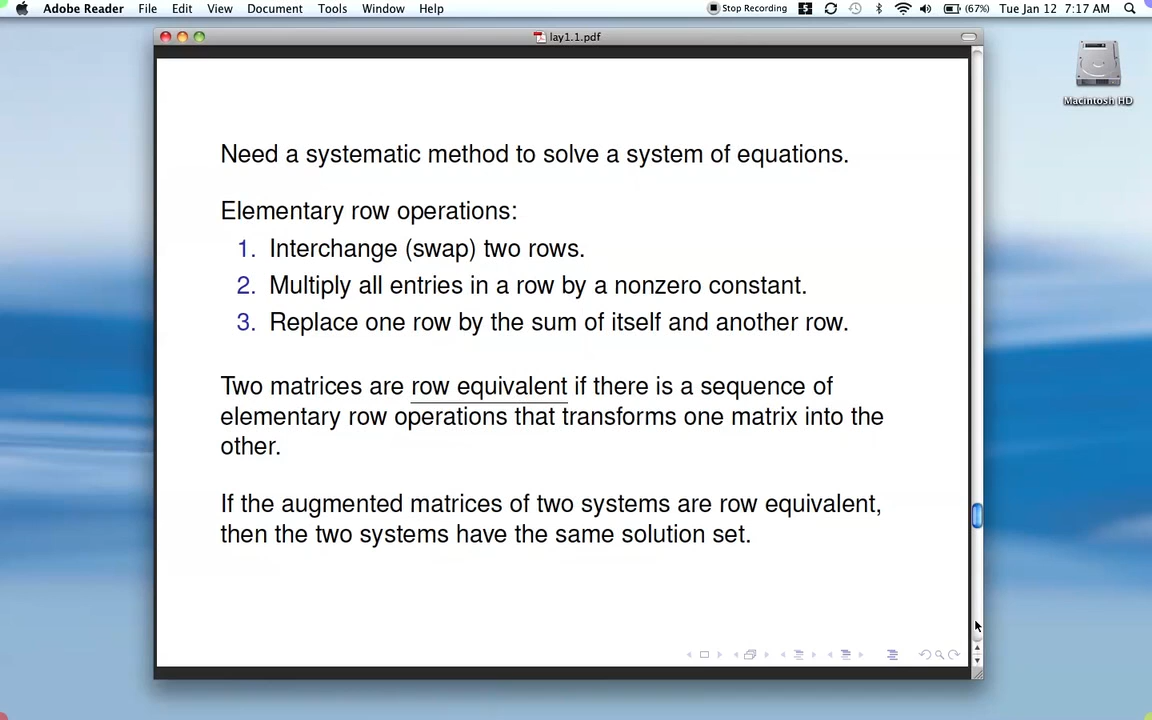 Adobe Reader File Edit View Document Tools Window Help Stop Recording (67%) Tue Jan 12 7:17 AM
lay1.1.pdf
Macintosh HD
Need a systematic method to solve a system of equations.
Elementary row operations:
1. Interchange (swap) two rows.
2. Multiply all entries in a row by a nonzero constant.
3. Replace one row by the sum of itself and another row.
Two matrices are row equivalent if there is a sequence of
elementary row operations that transforms one matrix into the
other.
If the augmented matrices of two systems are row equivalent,
then the two systems have the same solution set.